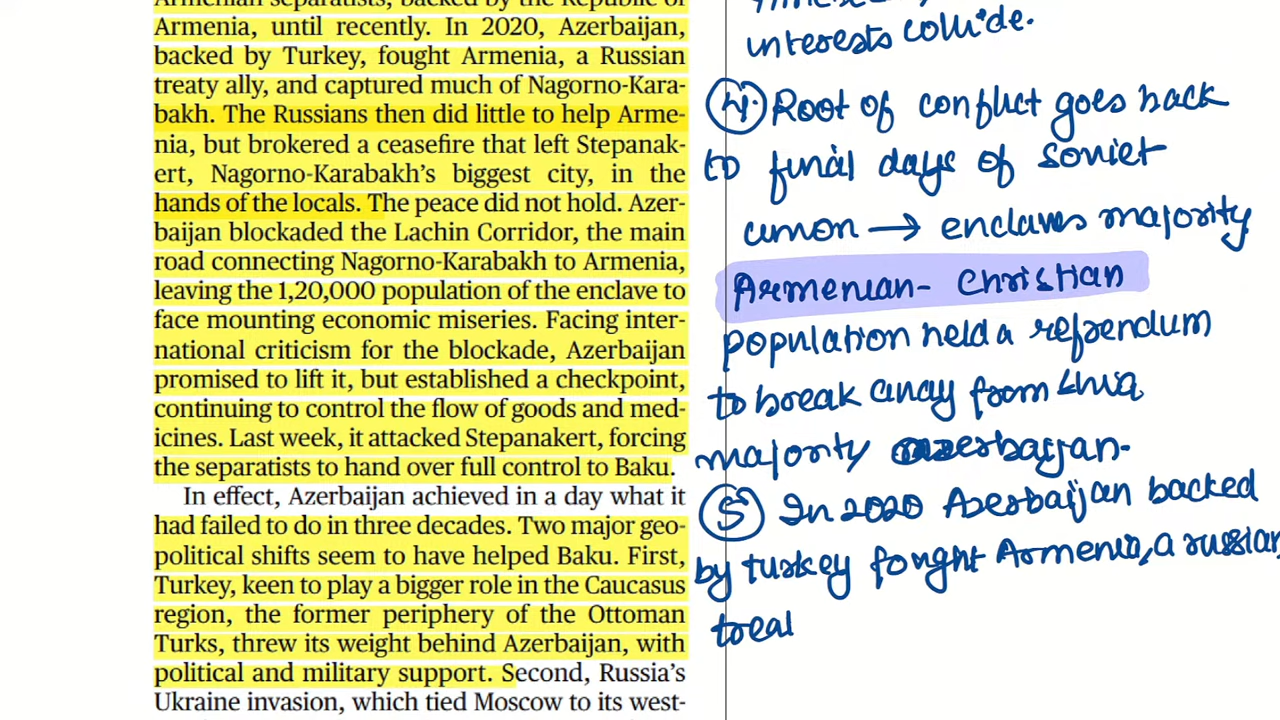 Armenian separatists, backed by the Republic of
Armenia, until recently. In 2020, Azerbaijan,
backed by Turkey, fought Armenia, a Russian
treaty ally, and captured much of Nagorno-Kara-
bakh. The Russians then did little to help Arme-
nia, but brokered a ceasefire that left Stepanak-
ert, Nagorno-Karabakh’s biggest city, in the
hands of the locals. The peace did not hold. Azer-
baijan blockaded the Lachin Corridor, the main
road connecting Nagorno-Karabakh to Armenia,
leaving the 1,20,000 population of the enclave to
face mounting economic miseries. Facing inter-
national criticism for the blockade, Azerbaijan
promised to lift it, but established a checkpoint,
continuing to control the flow of goods and med-
icines. Last week, it attacked Stepanakert, forcing
the separatists to hand over full control to Baku.
In effect, Azerbaijan achieved in a day what it
had failed to do in three decades. Two major geo-
political shifts seem to have helped Baku. First,
Turkey, keen to play a bigger role in the Caucasus
region, the former periphery of the Ottoman
Turks, threw its weight behind Azerbaijan, with
political and military support. Second, Russia’s
Ukraine invasion, which tied Moscow to its west-
interests collide.
4. Root of conflict goes back
to final days of soviet
union → enclaves majority
Armenian- Christian
population held a refrendum
to break away from shia
majority azerbaijan.
5 In 2020 Azerbaijan backed
by turkey fought Armenia, a russian
treat